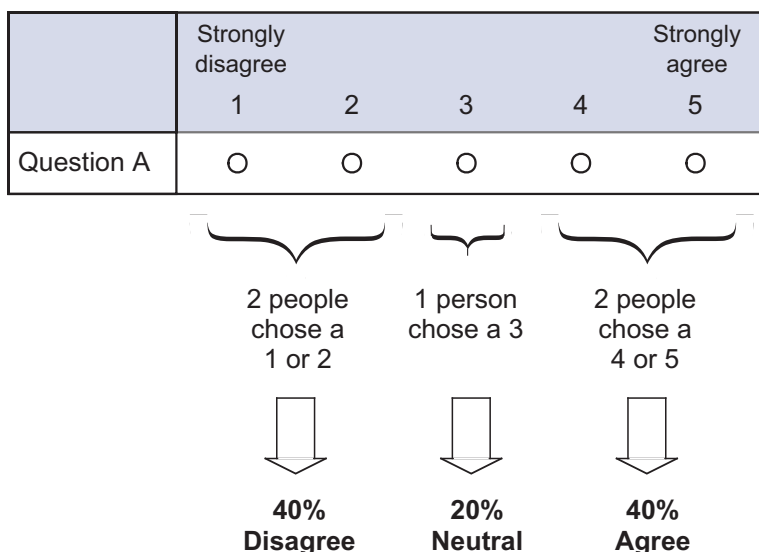 Strongly disagree
Strongly agree
1 2 3 4 5
Question A
2 people chose a 1 or 2
1 person chose a 3
2 people chose a 4 or 5
40% Disagree
20% Neutral
40% Agree